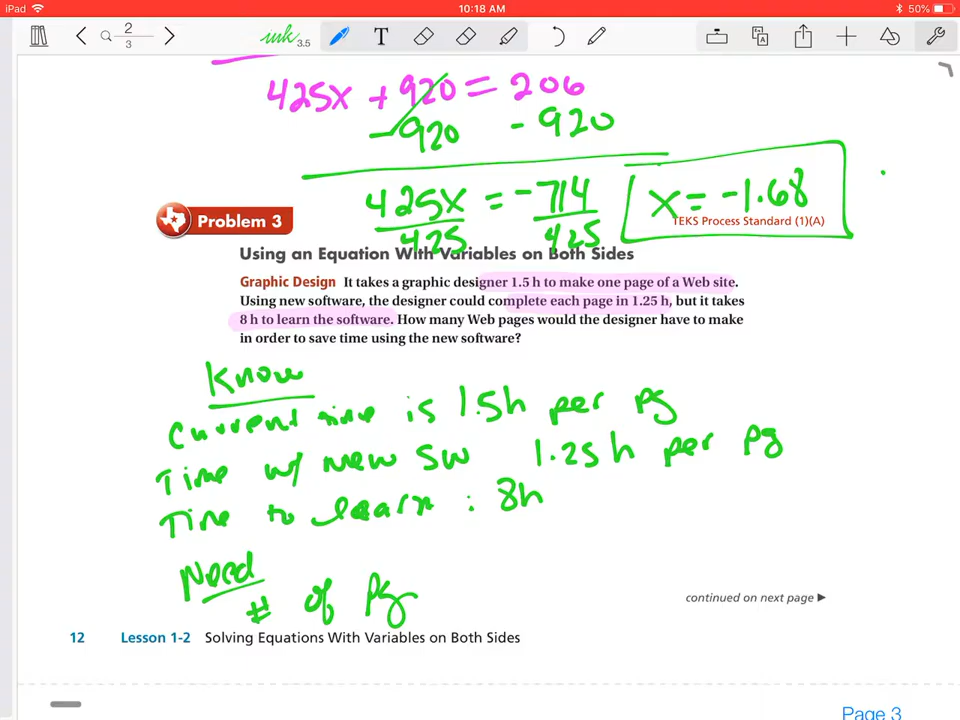 iPad 10:18 AM 50%
2
3
ink 3.5 T
425x + 920 = 206
-920 - 920
425x = -714 x = -1.68
425 425
Problem 3 TEKS Process Standard (1)(A)
Using an Equation With Variables on Both Sides
Graphic Design It takes a graphic designer 1.5 h to make one page of a Web site.
Using new software, the designer could complete each page in 1.25 h, but it takes
8 h to learn the software. How many Web pages would the designer have to make
in order to save time using the new software?
Know
Current time is 1.5h per pg
Time w/ new SW 1.25 h per pg
Time to learn : 8h
Need
# of pg
continued on next page ▶
12 Lesson 1-2 Solving Equations With Variables on Both Sides
Page 3